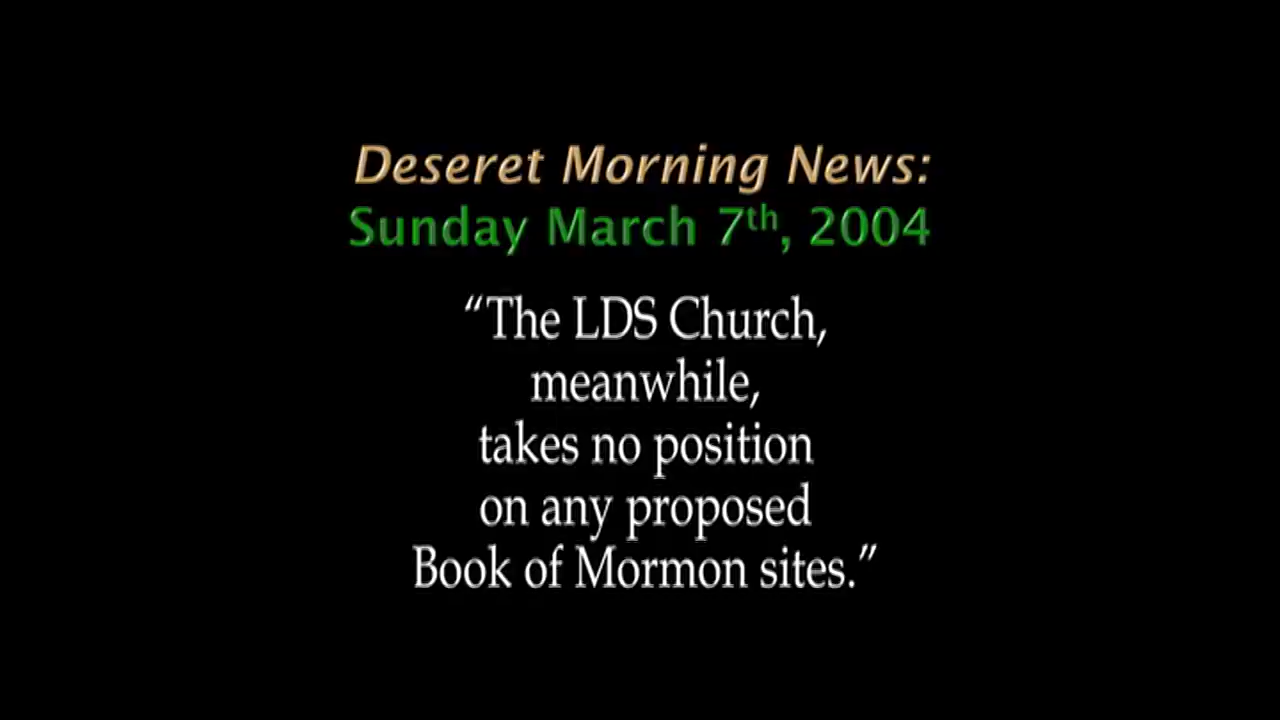 Deseret Morning News:
Sunday March 7th, 2004
“The LDS Church,
meanwhile,
takes no position
on any proposed
Book of Mormon sites.”